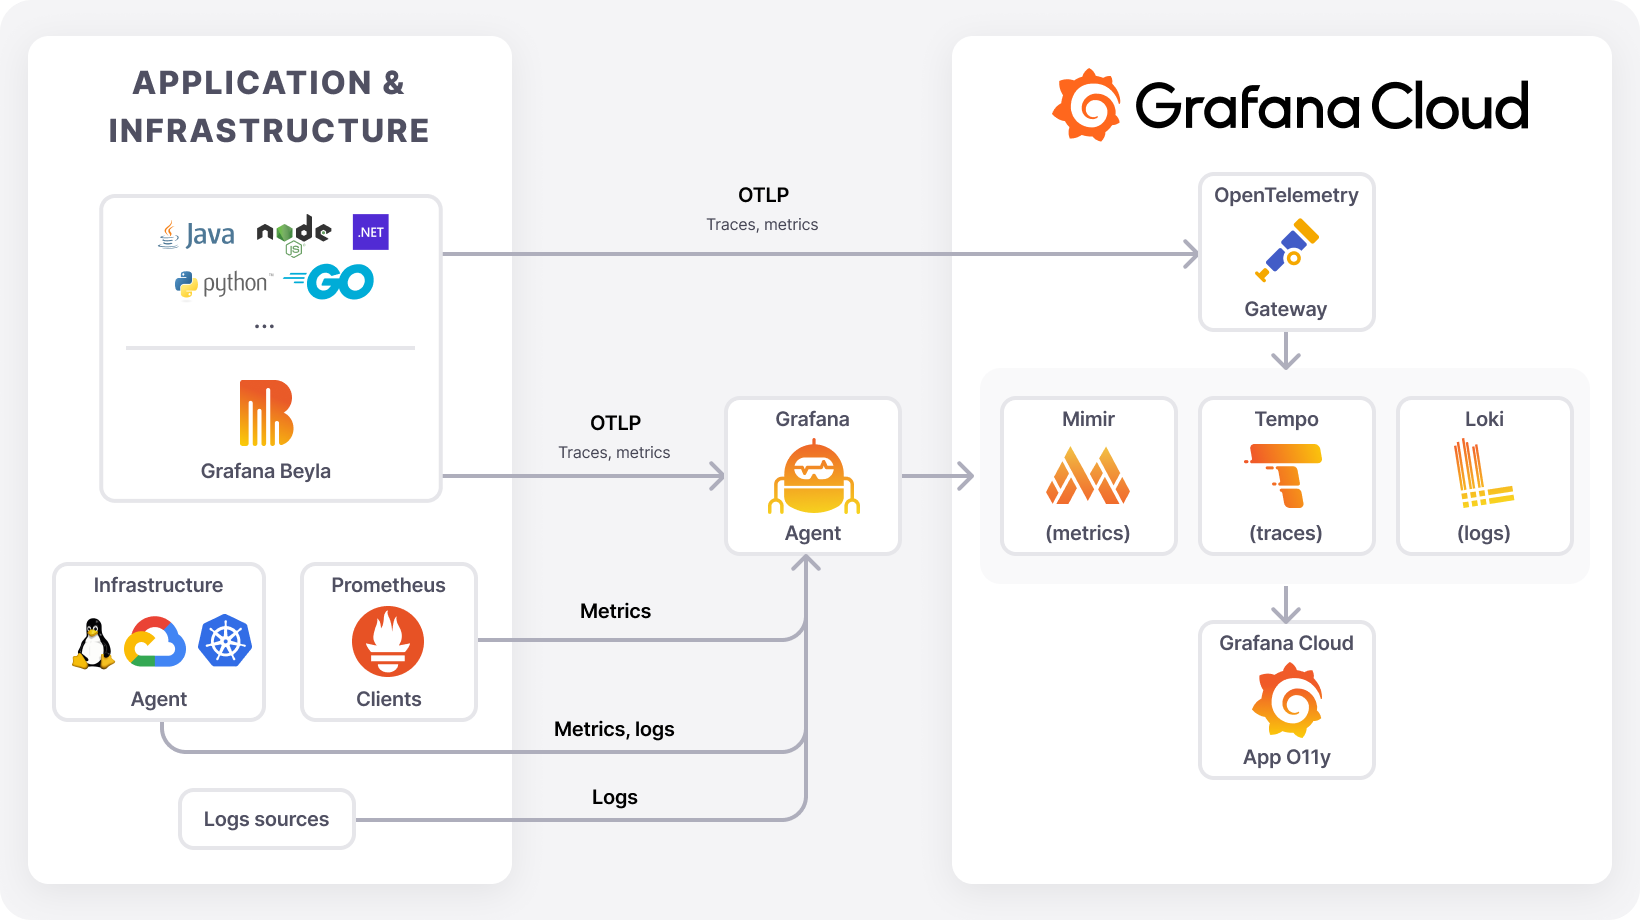 APPLICATION &
INFRASTRUCTURE
Java
node
JS
.NET
python™
GO
...
Grafana Beyla
Infrastructure
Agent
Prometheus
Clients
Logs sources
OTLP
Traces, metrics
OTLP
Traces, metrics
Metrics
Metrics, logs
Logs
Grafana
Agent
Grafana Cloud
OpenTelemetry
Gateway
Mimir
(metrics)
Tempo
(traces)
Loki
(logs)
Grafana Cloud
App O11y